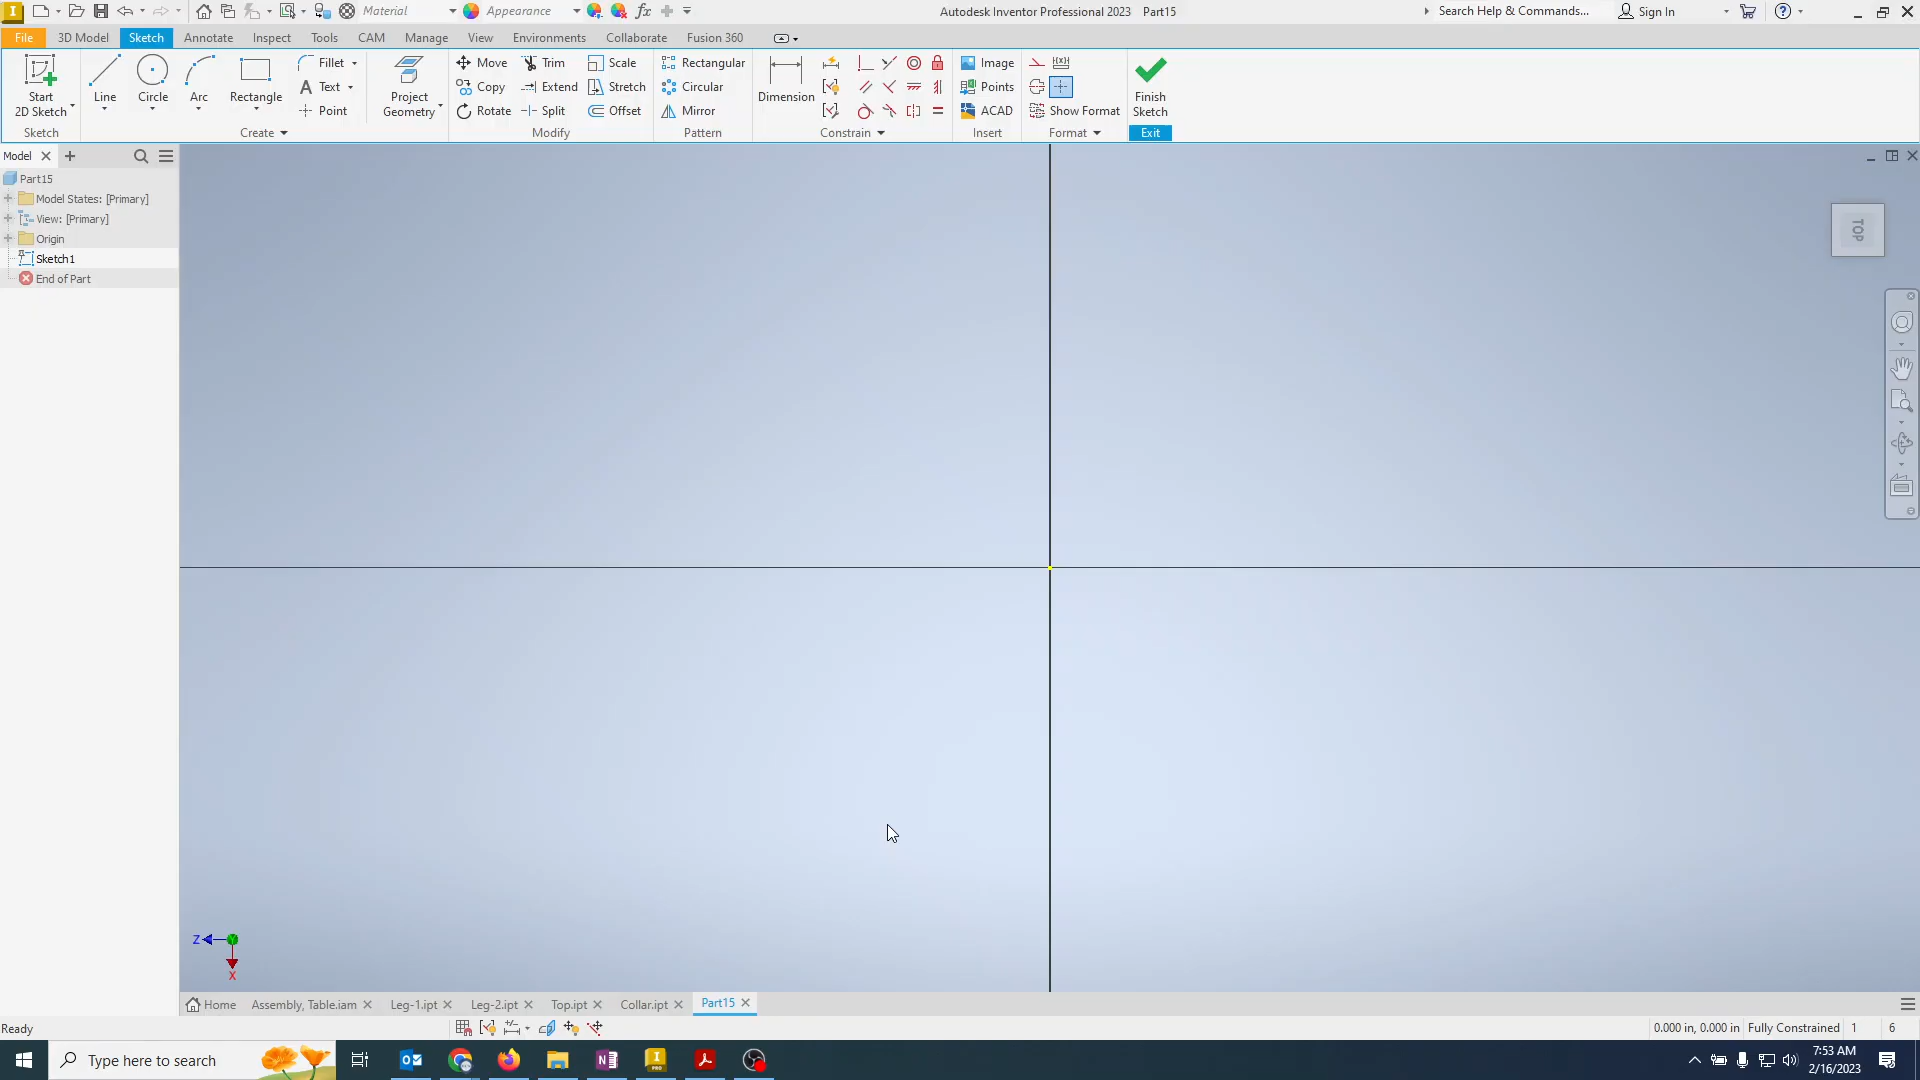 Material
Appearance
Autodesk Inventor Professional 2023 Part15
Search Help & Commands...
Sign In
File 3D Model Sketch Annotate Inspect Tools CAM Manage View Environments Collaborate Fusion 360
Start
2D Sketch
Line
Circle
Arc
Rectangle
Fillet
Text
Point
Project
Geometry
Move
Copy
Rotate
Trim
Extend
Split
Scale
Stretch
Offset
Rectangular
Circular
Mirror
Dimension
Image
Points
ACAD
Show Format
Finish
Sketch
Sketch Create Modify Pattern Constrain Insert Format Exit
Model
Part15
Model States: [Primary]
View: [Primary]
Origin
Sketch1
End of Part
TOP
Z
X
Home Assembly, Table.iam Leg-1.ipt Leg-2.ipt Top.ipt Collar.ipt Part15
Ready
0.000 in, 0.000 in Fully Constrained 1 6
Type here to search
7:53 AM
2/16/2023